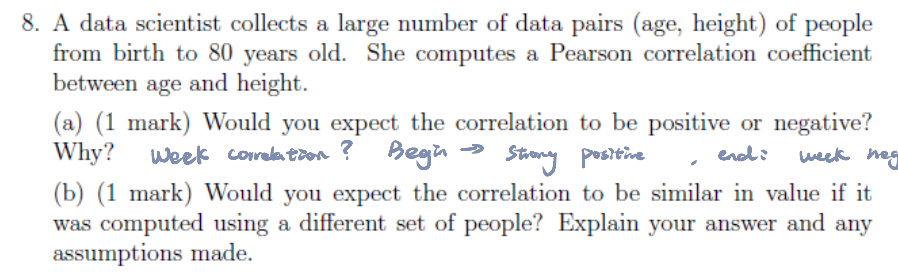 8. A data scientist collects a large number of data pairs (age, height) of people
from birth to 80 years old. She computes a Pearson correlation coefficient
between age and height.
(a) (1 mark) Would you expect the correlation to be positive or negative?
Why? Week correlation ? Begin → Strong positive , end: week neg
(b) (1 mark) Would you expect the correlation to be similar in value if it
was computed using a different set of people? Explain your answer and any
assumptions made.